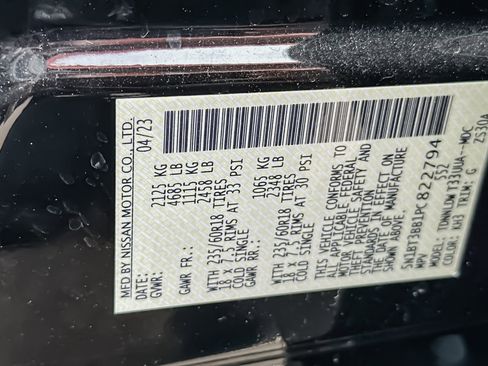 MFD BY NISSAN MOTOR CO., LTD.
DATE: 04/23
GVWR: 2125 KG
4685 LB
GAWR FR.: 1115 KG
2458 LB
WITH 235/60R18 TIRES
18 X 7.5 RIMS AT 33 PSI
COLD SINGLE
GAWR RR.: 1065 KG
2348 LB
WITH 235/60R18 TIRES
18 X 7.5 RIMS AT 30 PSI
COLD SINGLE
THIS VEHICLE CONFORMS TO
ALL APPLICABLE FEDERAL
MOTOR VEHICLE SAFETY AND
THEFT PREVENTION
STANDARDS IN EFFECT
ON THE DATE OF MANUFACTURE
SHOWN ABOVE.
5N1BT3BB1PC822794
MPV 552
MODEL: T33UUA-MDC
COLOR: KH3 TRIM: G
ZS30A